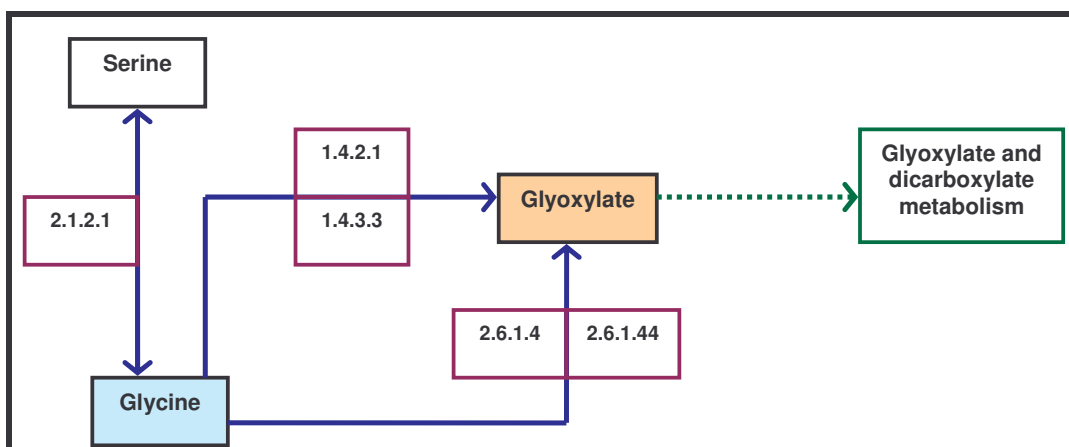 Serine
1.4.2.1
Glyoxylate and
dicarboxylate
metabolism
Glyoxylate
2.1.2.1
1.4.3.3
2.6.1.4
2.6.1.44
Glycine